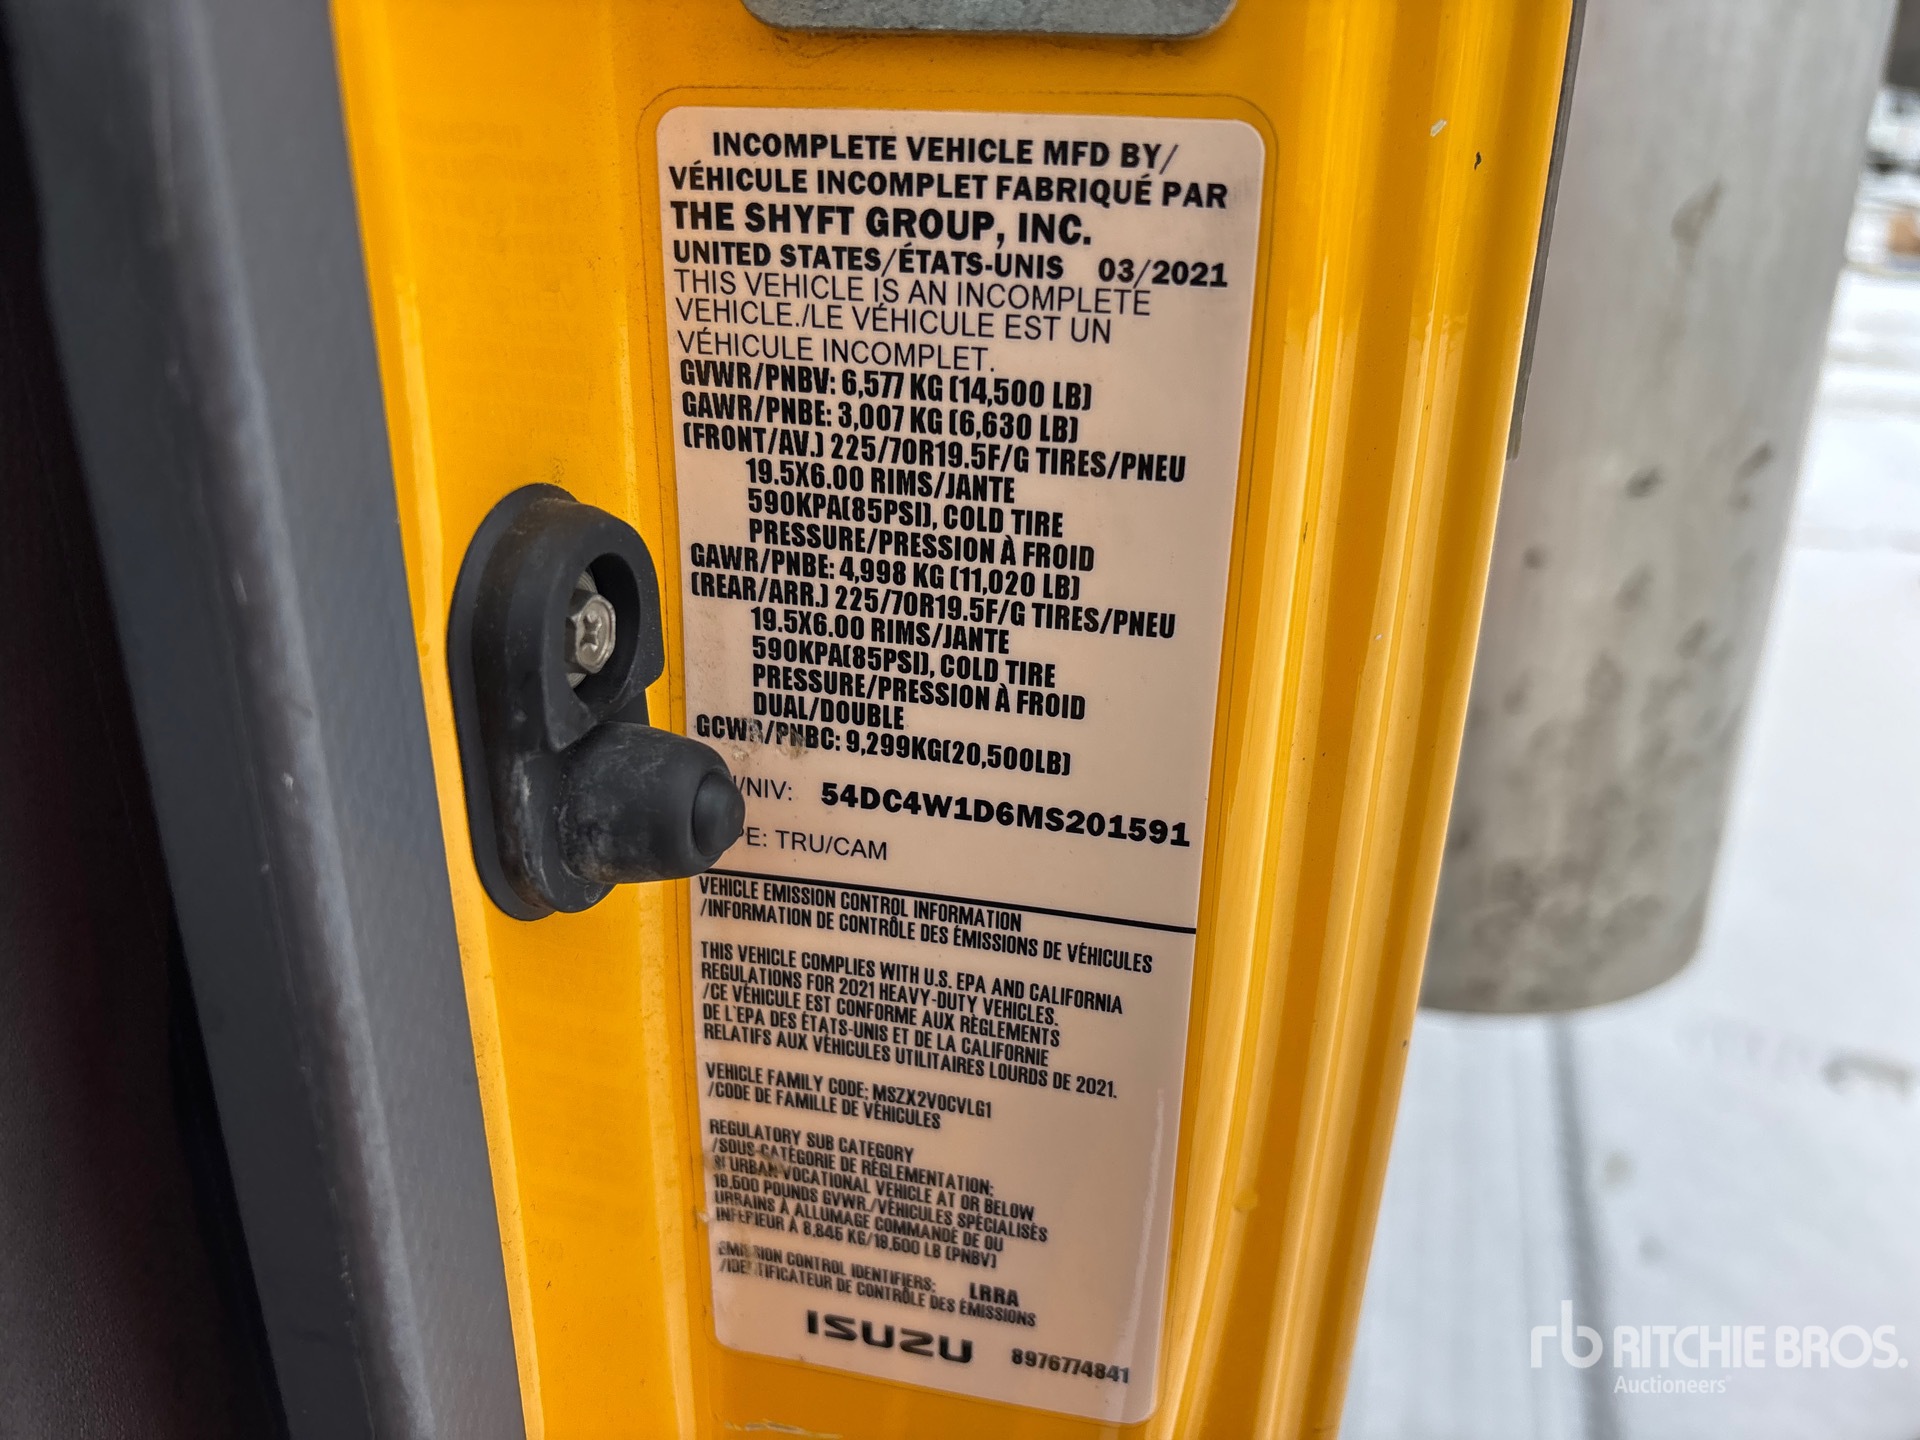 INCOMPLETE VEHICLE MFD BY/
VÉHICULE INCOMPLET FABRIQUÉ PAR
THE SHYFT GROUP, INC.
UNITED STATES/ÉTATS-UNIS 03/2021
THIS VEHICLE IS AN INCOMPLETE
VEHICLE./LE VÉHICULE EST UN
VÉHICULE INCOMPLET.
GVWR/PNBV: 6,577 KG (14,500 LB)
GAWR/PNBE: 3,007 KG (6,630 LB)
(FRONT/AV.) 225/70R19.5F/G TIRES/PNEU
19.5X6.00 RIMS/JANTE
590KPA(85PSI), COLD TIRE
PRESSURE/PRESSION À FROID
GAWR/PNBE: 4,998 KG (11,020 LB)
(REAR/ARR.) 225/70R19.5F/G TIRES/PNEU
19.5X6.00 RIMS/JANTE
590KPA(85PSI), COLD TIRE
PRESSURE/PRESSION À FROID
DUAL/DOUBLE
GCWR/PNBC: 9,299KG(20,500LB)
/NIV: 54DC4W1D6MS201591
PE: TRU/CAM
VEHICLE EMISSION CONTROL INFORMATION
/INFORMATION DE CONTRÔLE DES ÉMISSIONS DE VÉHICULES
THIS VEHICLE COMPLIES WITH U.S. EPA AND CALIFORNIA
REGULATIONS FOR 2021 HEAVY-DUTY VEHICLES.
/CE VÉHICULE EST CONFORME AUX RÈGLEMENTS
DE L'EPA DES ÉTATS-UNIS ET DE LA CALIFORNIE
RELATIFS AUX VÉHICULES UTILITAIRES LOURDS DE 2021.
VEHICLE FAMILY CODE: MSZX2VOCVLG1
/CODE DE FAMILLE DE VÉHICULES
REGULATORY SUB CATEGORY
/SOUS-CATÉGORIE DE RÉGLEMENTATION:
SI URBAN VOCATIONAL VEHICLE AT OR BELOW
19,500 POUNDS GVWR./VÉHICULES SPÉCIALISÉS
URBAINS À ALLUMAGE COMMANDÉ DE OU
INFÉRIEUR À 8,845 KG/19,500 LB (PNBV)
EMISSION CONTROL IDENTIFIERS: LRRA
/IDENTIFICATEUR DE CONTRÔLE DES ÉMISSIONS
ISUZU 8976774841
rb RITCHIE BROS.
Auctioneers